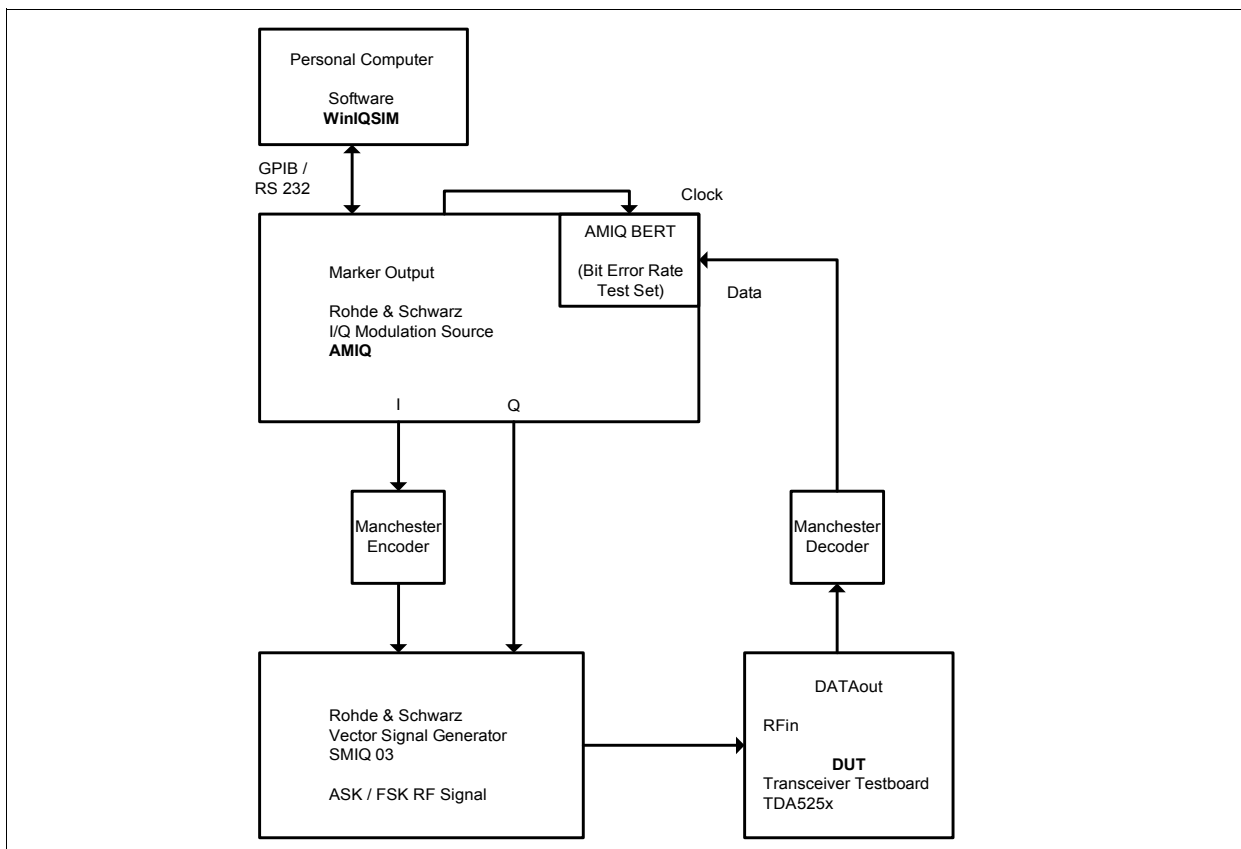 Personal Computer
Software
WinIQSIM
GPIB /
RS 232
Clock
AMIQ BERT
(Bit Error Rate
Test Set)
Data
Marker Output
Rohde & Schwarz
I/Q Modulation Source
AMIQ
I
Q
Manchester
Encoder
Manchester
Decoder
Rohde & Schwarz
Vector Signal Generator
SMIQ 03
ASK / FSK RF Signal
DATAout
RFin
DUT
Transceiver Testboard
TDA525x